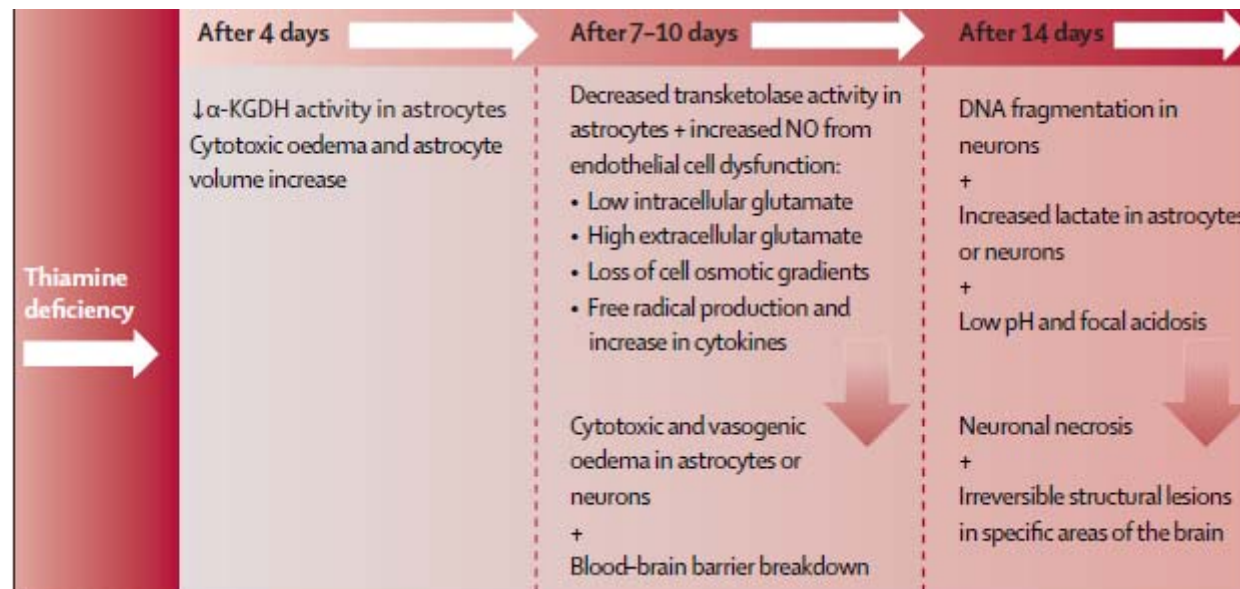 Thiamine
deficiency
After 4 days
↓α-KGDH activity in astrocytes
Cytotoxic oedema and astrocyte
volume increase
After 7–10 days
Decreased transketolase activity in
astrocytes + increased NO from
endothelial cell dysfunction:
• Low intracellular glutamate
• High extracellular glutamate
• Loss of cell osmotic gradients
• Free radical production and
increase in cytokines
Cytotoxic and vasogenic
oedema in astrocytes or
neurons
+
Blood–brain barrier breakdown
After 14 days
DNA fragmentation in
neurons
+
Increased lactate in astrocytes
or neurons
+
Low pH and focal acidosis
Neuronal necrosis
+
Irreversible structural lesions
in specific areas of the brain